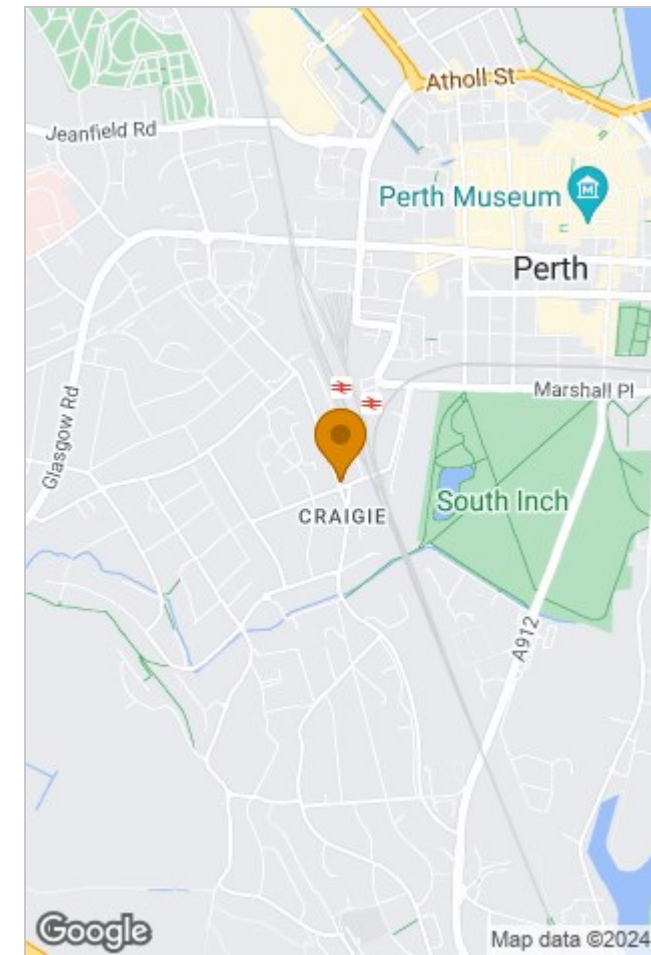 Atholl St
Jeanfield Rd
Perth Museum
M
Perth
Marshall Pl
Glasgow Rd
South Inch
CRAIGIE
A912
Google
Map data ©2024